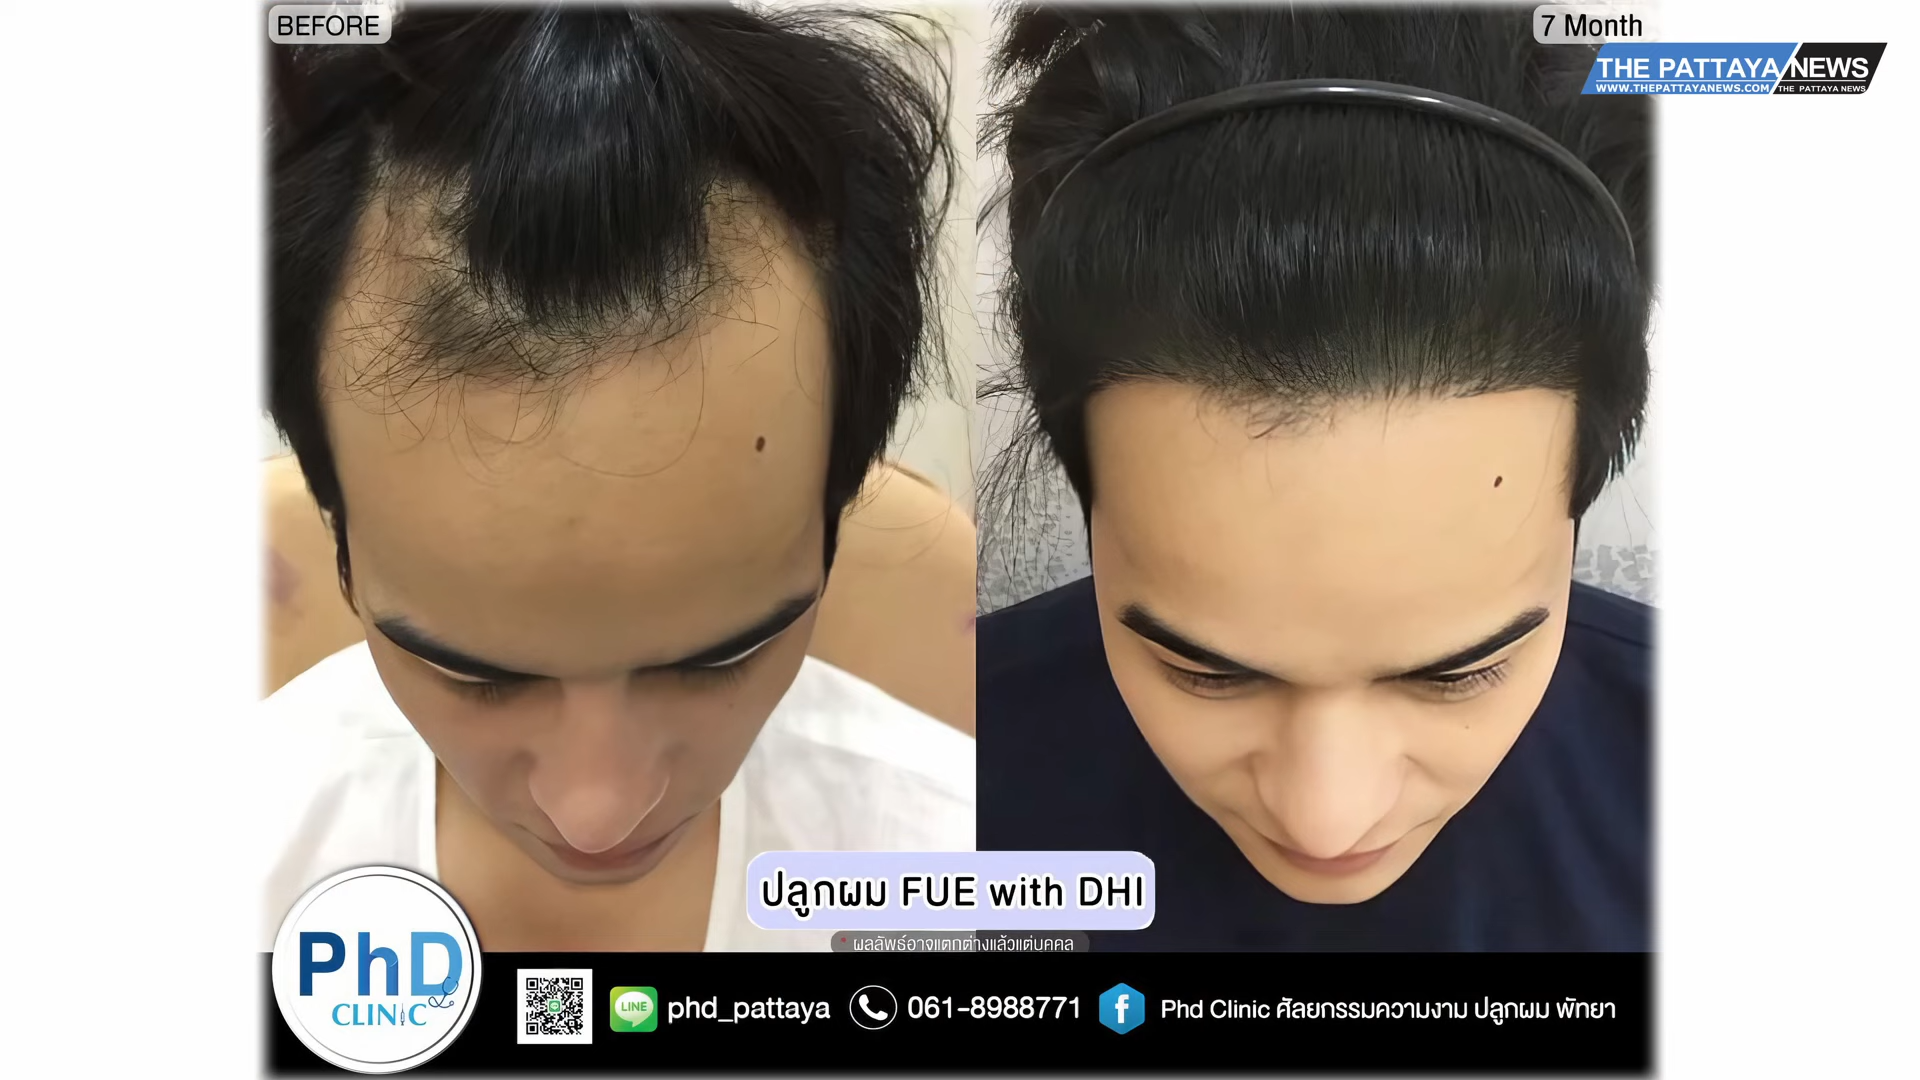 BEFORE
7 Month
THE PATTAYA NEWS
WWW.THEPATTAYANEWS.COM
THE PATTAYA NEWS
ปลูกผม FUE with DHI
* ผลลัพธ์อาจแตกต่างแล้วแต่บุคคล
PhD
CLINIC
LINE
phd_pattaya
061-8988771
f
Phd Clinic ศัลยกรรมความงาม ปลูกผม พัทยา